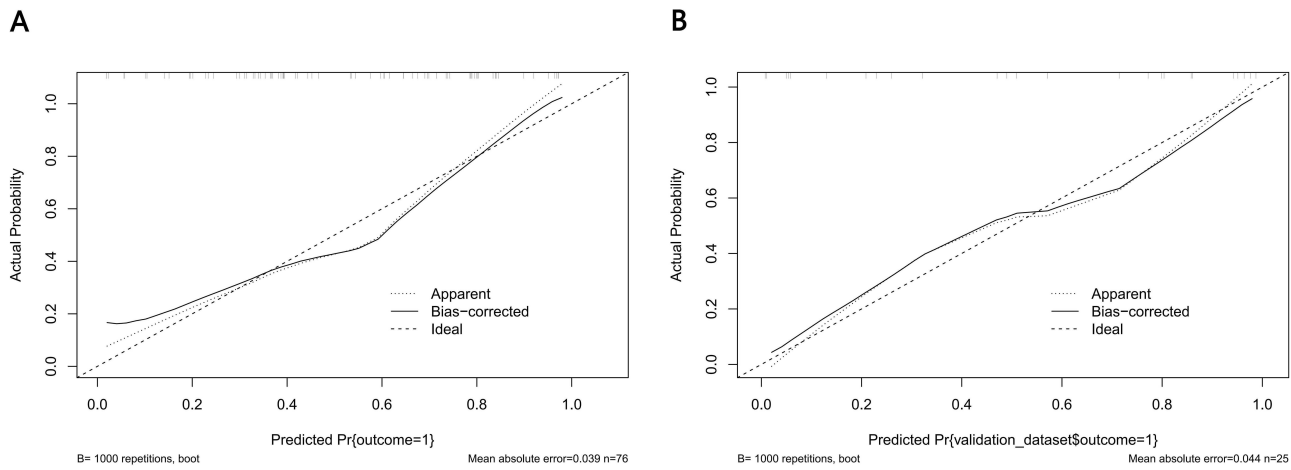 A
Actual Probability
1.0
0.8
0.6
0.4
0.2
0.0
Apparent
Bias−corrected
Ideal
0.0 0.2 0.4 0.6 0.8 1.0
Predicted Pr{outcome=1}
B= 1000 repetitions, boot
Mean absolute error=0.039 n=76
B
Actual Probability
1.0
0.8
0.6
0.4
0.2
0.0
Apparent
Bias−corrected
Ideal
0.0 0.2 0.4 0.6 0.8 1.0
Predicted Pr{validation_dataset$outcome=1}
B= 1000 repetitions, boot
Mean absolute error=0.044 n=25